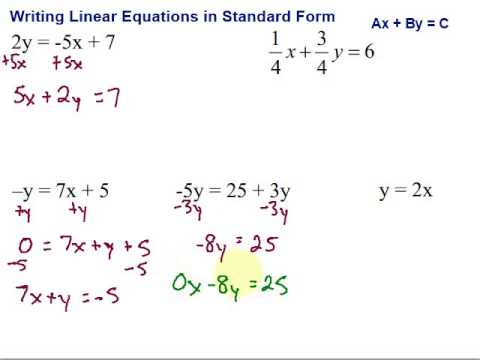 Writing Linear Equations in Standard Form
Ax + By = C
2y = -5x + 7
+5x +5x
5x + 2y = 7
1/4 x + 3/4 y = 6
–y = 7x + 5
+y +y
0 = 7x + y + 5
-5 -5
7x + y = -5
-5y = 25 + 3y
-3y -3y
-8y = 25
0x - 8y = 25
y = 2x